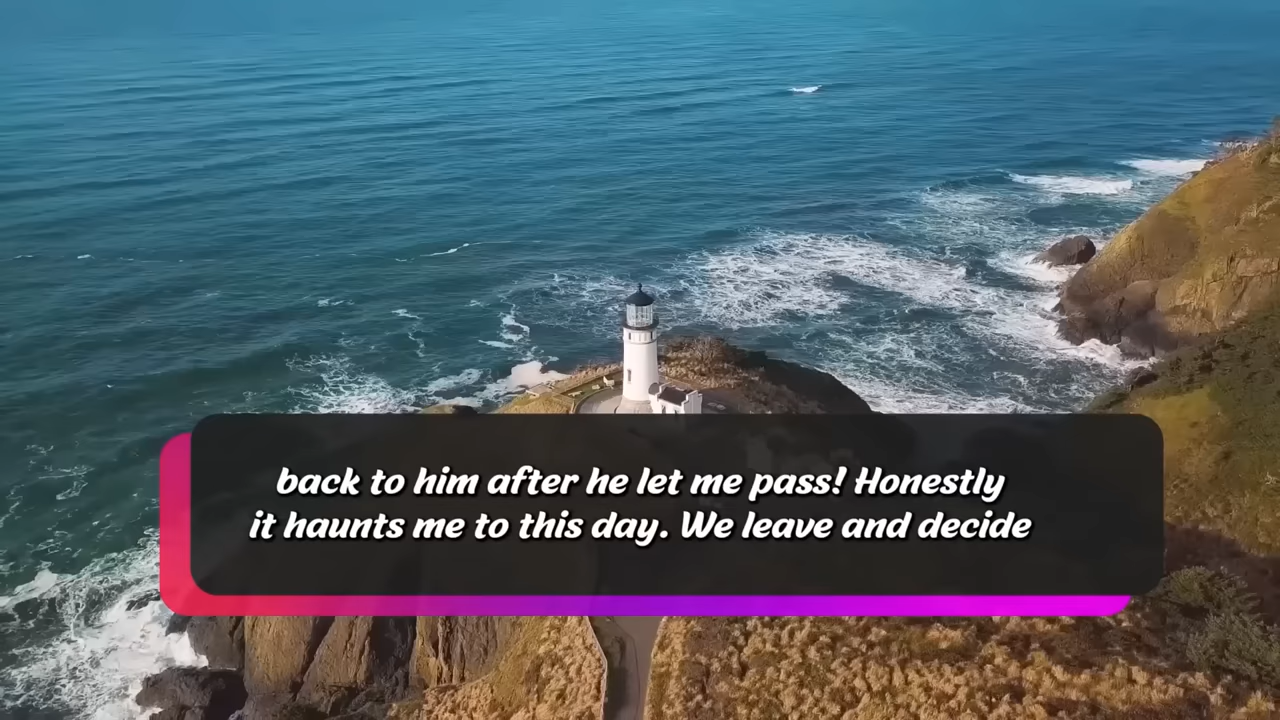 back to him after he let me pass! Honestly
it haunts me to this day. We leave and decide